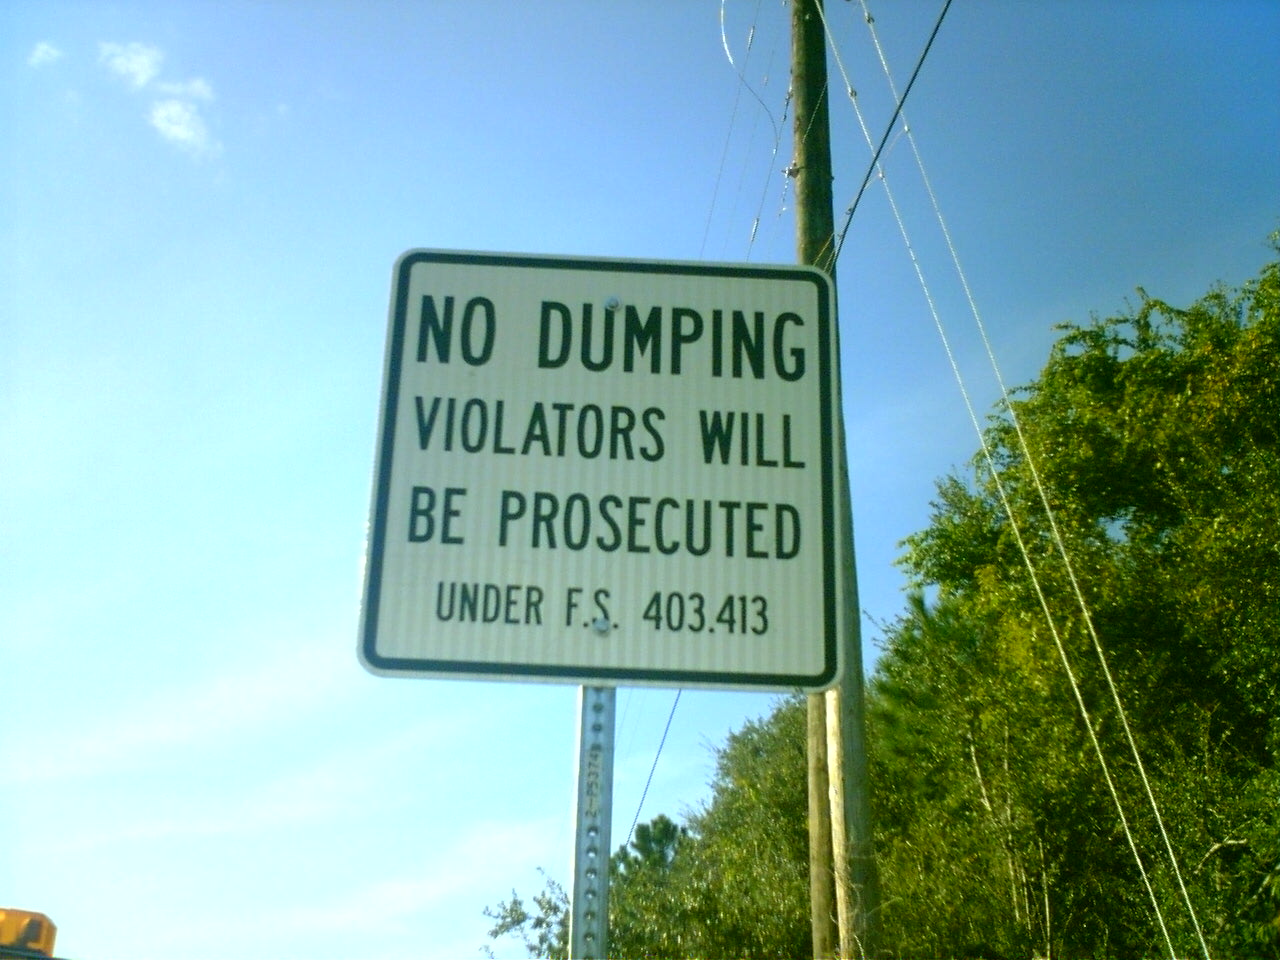 NO DUMPING
VIOLATORS WILL
BE PROSECUTED
UNDER F.S. 403.413